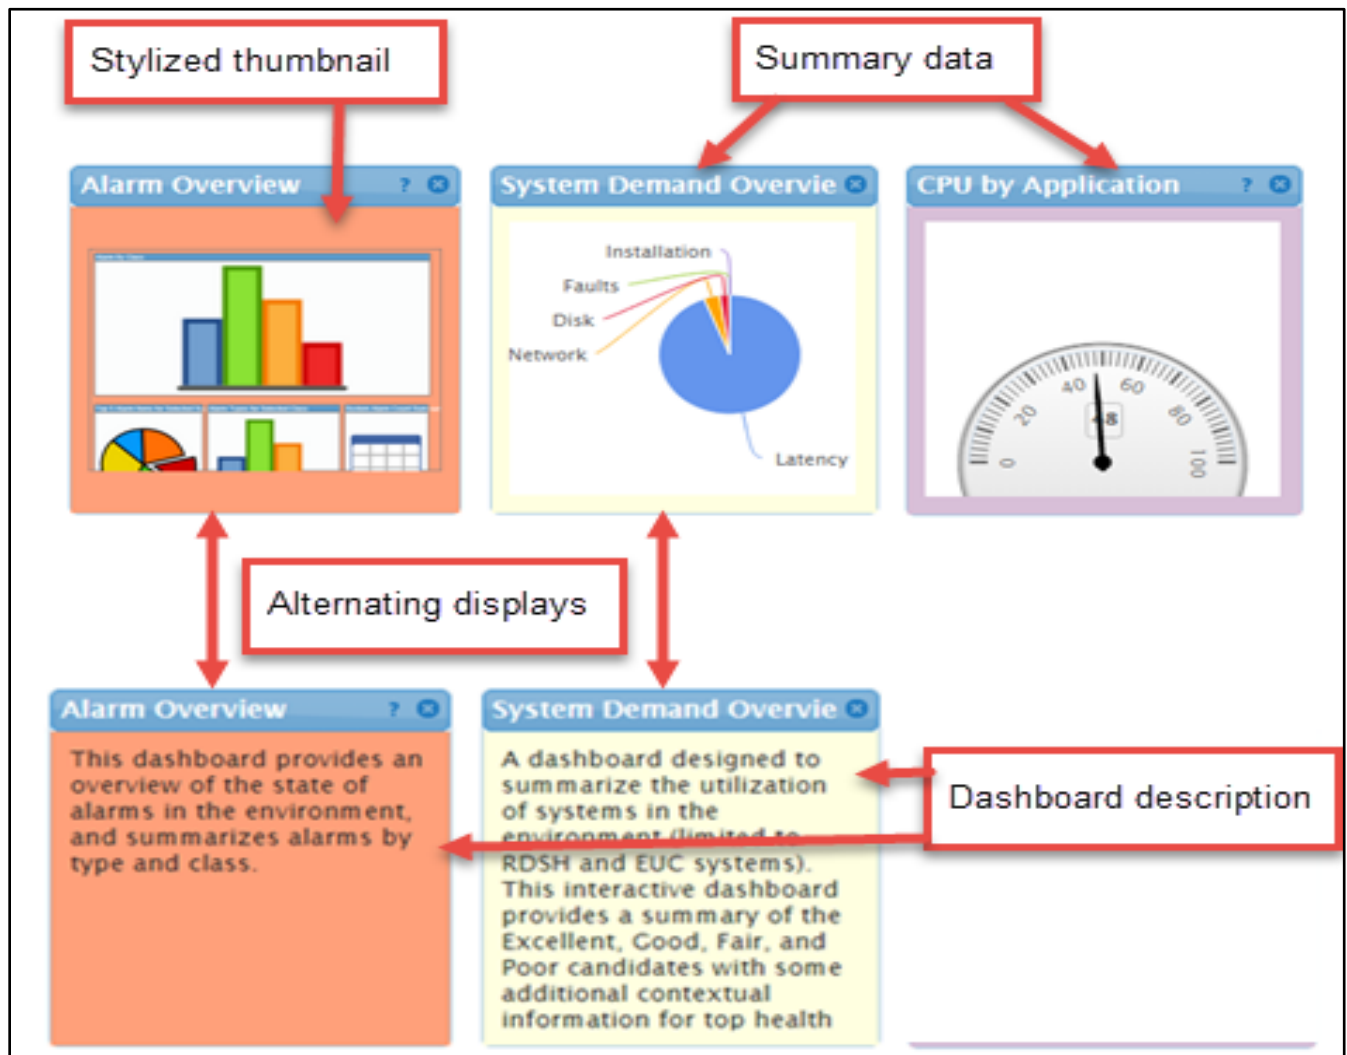 Stylized thumbnail
Summary data
Alarm Overview ?
System Demand Overvie
CPU by Application ?
Installation
Faults
Disk
Network
Latency
0
20
40
60
80
100
Alternating displays
Alarm Overview ?
System Demand Overvie
This dashboard provides an
overview of the state of
alarms in the environment,
and summarizes alarms by
type and class.
A dashboard designed to
summarize the utilization
of systems in the
environment (limited to
RDSH and EUC systems).
This interactive dashboard
provides a summary of the
Excellent, Good, Fair, and
Poor candidates with some
additional contextual
information for top health
Dashboard description